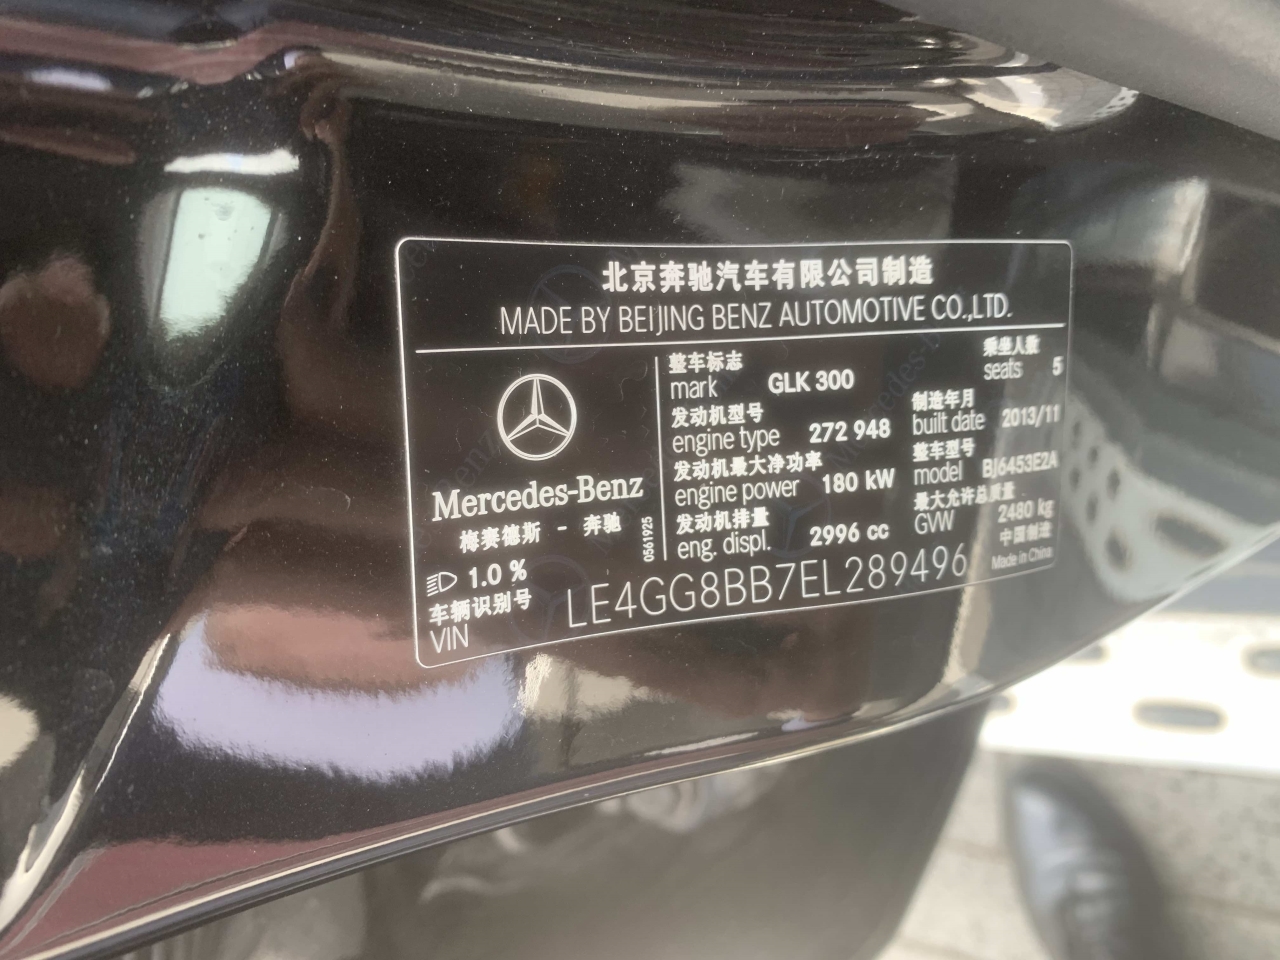 北京奔驰汽车有限公司制造
MADE BY BEIJING BENZ AUTOMOTIVE CO.,LTD.
Mercedes-Benz
梅赛德斯 - 奔驰
0561925
1.0 %
整车标志
mark GLK 300
乘坐人数
seats 5
发动机型号
engine type 272 948
制造年月
built date 2013/11
发动机最大净功率
engine power 180 kW
整车型号
model BJ6453E2A
发动机排量
eng. displ. 2996 cc
最大允许总质量
GVW 2480 kg
中国制造
Made in China
车辆识别号
VIN LE4GG8BB7EL289496